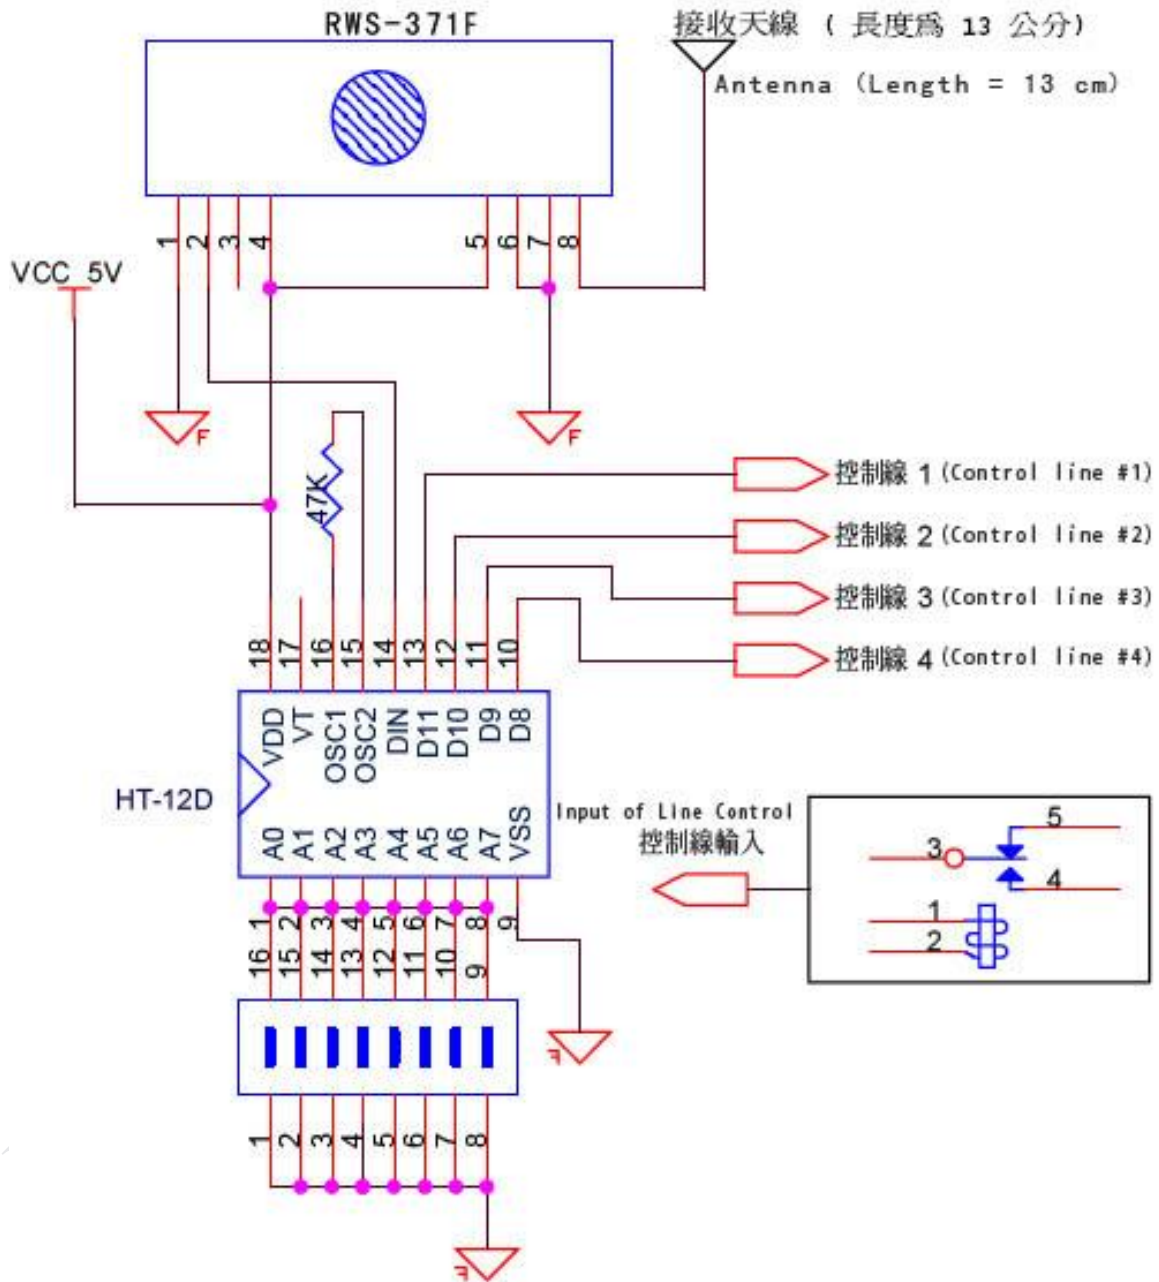 RWS-371F
接收天線 ( 長度爲 13 公分)
Antenna (Length = 13 cm)
1 2 3 4 5 6 7 8
VCC 5V
F F
47K
控制線 1 (Control line #1)
控制線 2 (Control line #2)
控制線 3 (Control line #3)
控制線 4 (Control line #4)
18 17 16 15 14 13 12 11 10
VDD VT OSC1 OSC2 DIN D11 D10 D9 D8
HT-12D
A0 A1 A2 A3 A4 A5 A6 A7 VSS
Input of Line Control
控制線輸入
5
3
4
1
2
1 2 3 4 5 6 7 8 9
16 15 14 13 12 11 10 9
F
1 2 3 4 5 6 7 8
F